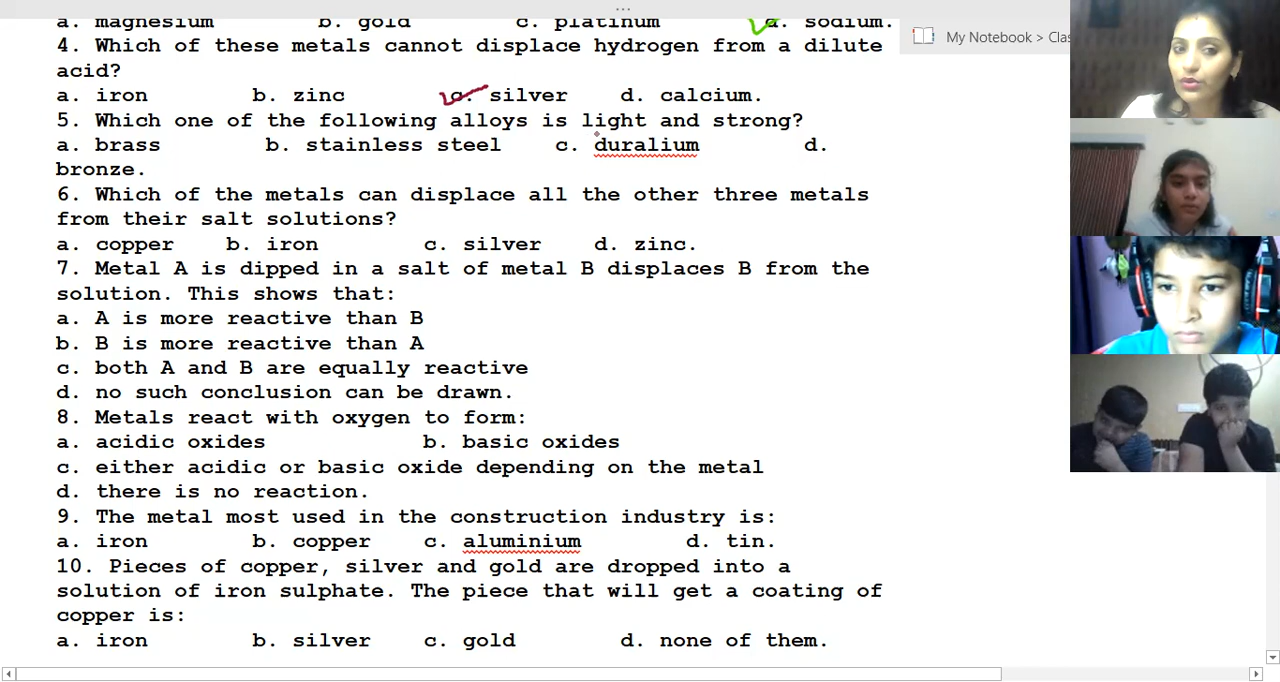 ...
a. magnesium b. gold c. platinum d. sodium.
4. Which of these metals cannot displace hydrogen from a dilute
acid?
a. iron b. zinc c. silver d. calcium.
5. Which one of the following alloys is light and strong?
a. brass b. stainless steel c. duralium d.
bronze.
6. Which of the metals can displace all the other three metals
from their salt solutions?
a. copper b. iron c. silver d. zinc.
7. Metal A is dipped in a salt of metal B displaces B from the
solution. This shows that:
a. A is more reactive than B
b. B is more reactive than A
c. both A and B are equally reactive
d. no such conclusion can be drawn.
8. Metals react with oxygen to form:
a. acidic oxides b. basic oxides
c. either acidic or basic oxide depending on the metal
d. there is no reaction.
9. The metal most used in the construction industry is:
a. iron b. copper c. aluminium d. tin.
10. Pieces of copper, silver and gold are dropped into a
solution of iron sulphate. The piece that will get a coating of
copper is:
a. iron b. silver c. gold d. none of them.
My Notebook > Clas